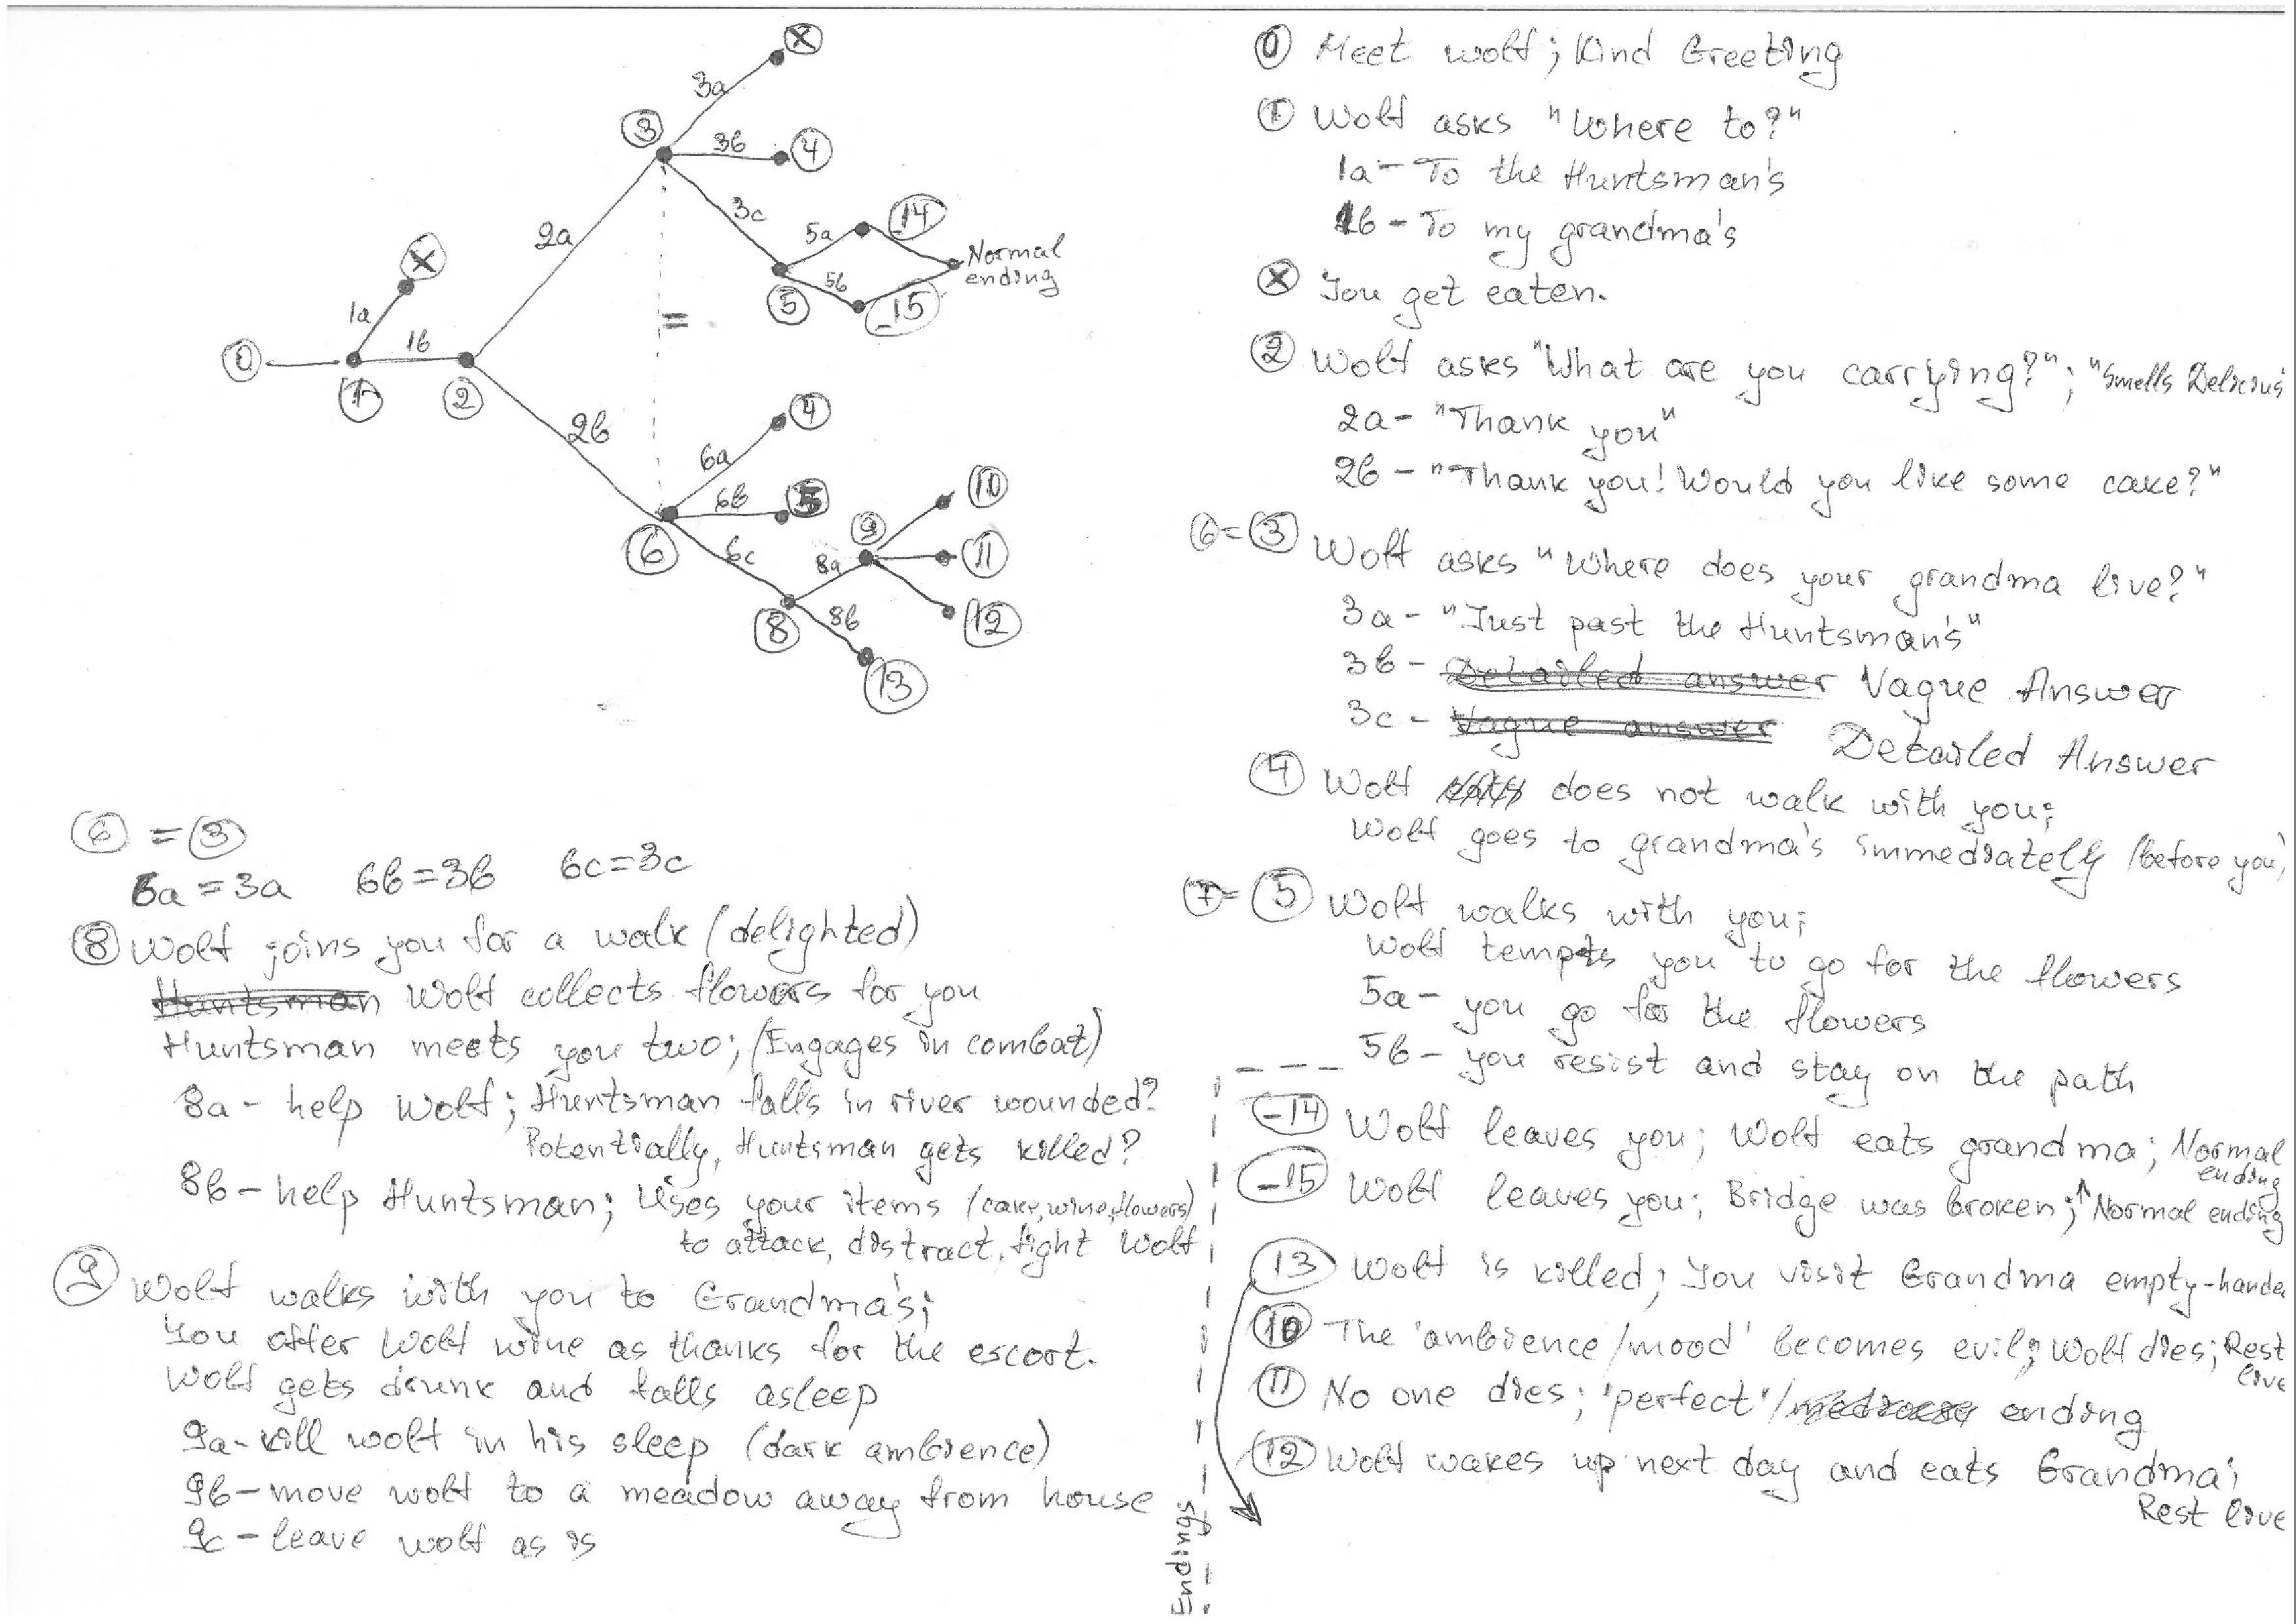 X
3a
3
3b
4
3c
14
5a
Normal
ending
2a
X
5b
5
15
=
1a
0
1b
1
2
4
2b
6a
10
6b
5
9
6
6c
8a
11
8
8b
12
13
6 = 3
6a = 3a 6b = 3b 6c = 3c
8 Wolf joins you for a walk (delighted)
Huntsman Wolf collects flowers for you
Huntsman meets you two; (Engages in combat)
8a - help Wolf; Huntsman falls in river wounded?
Potentially, Huntsman gets killed?
8b - help Huntsman; Uses your items (cake, wine, flowers)
to attack, distract, fight Wolf
9 Wolf walks with you to Grandma's;
You offer Wolf wine as thanks for the escort.
Wolf gets drunk and falls asleep
9a - kill wolf in his sleep (dark ambience)
9b - move wolf to a meadow away from house
9c - leave wolf as is
0 Meet wolf; Kind Greeting
1 Wolf asks "Where to?"
1a - To the Huntsman's
1b - To my grandma's
X You get eaten.
2 Wolf asks "What are you carrying?"; "Smells Delicius
2a - "Thank you"
2b - "Thank you! Would you like some cake?"
6 = 3 Wolf asks "Where does your grandma live?"
3a - "Just past the Huntsman's"
3b - Detailed answer Vague Answer
3c - Vague answer Detailed Answer
4 Wolf eats does not walk with you;
Wolf goes to grandma's immediately (before you)
7 = 5 Wolf walks with you;
Wolf tempts you to go for the flowers
5a - you go for the flowers
5b - you resist and stay on the path
Endings
-14 Wolf leaves you; Wolf eats grandma; Normal
ending
-15 Wolf leaves you; Bridge was broken;↑ Normal ending
13 Wolf is killed; You visit Grandma empty-hande
10 The 'ambience/mood' becomes evil; Wolf dies; Rest
live
11 No one dies; 'perfect'/ ending
12 Wolf wakes up next day and eats Grandma;
Rest live